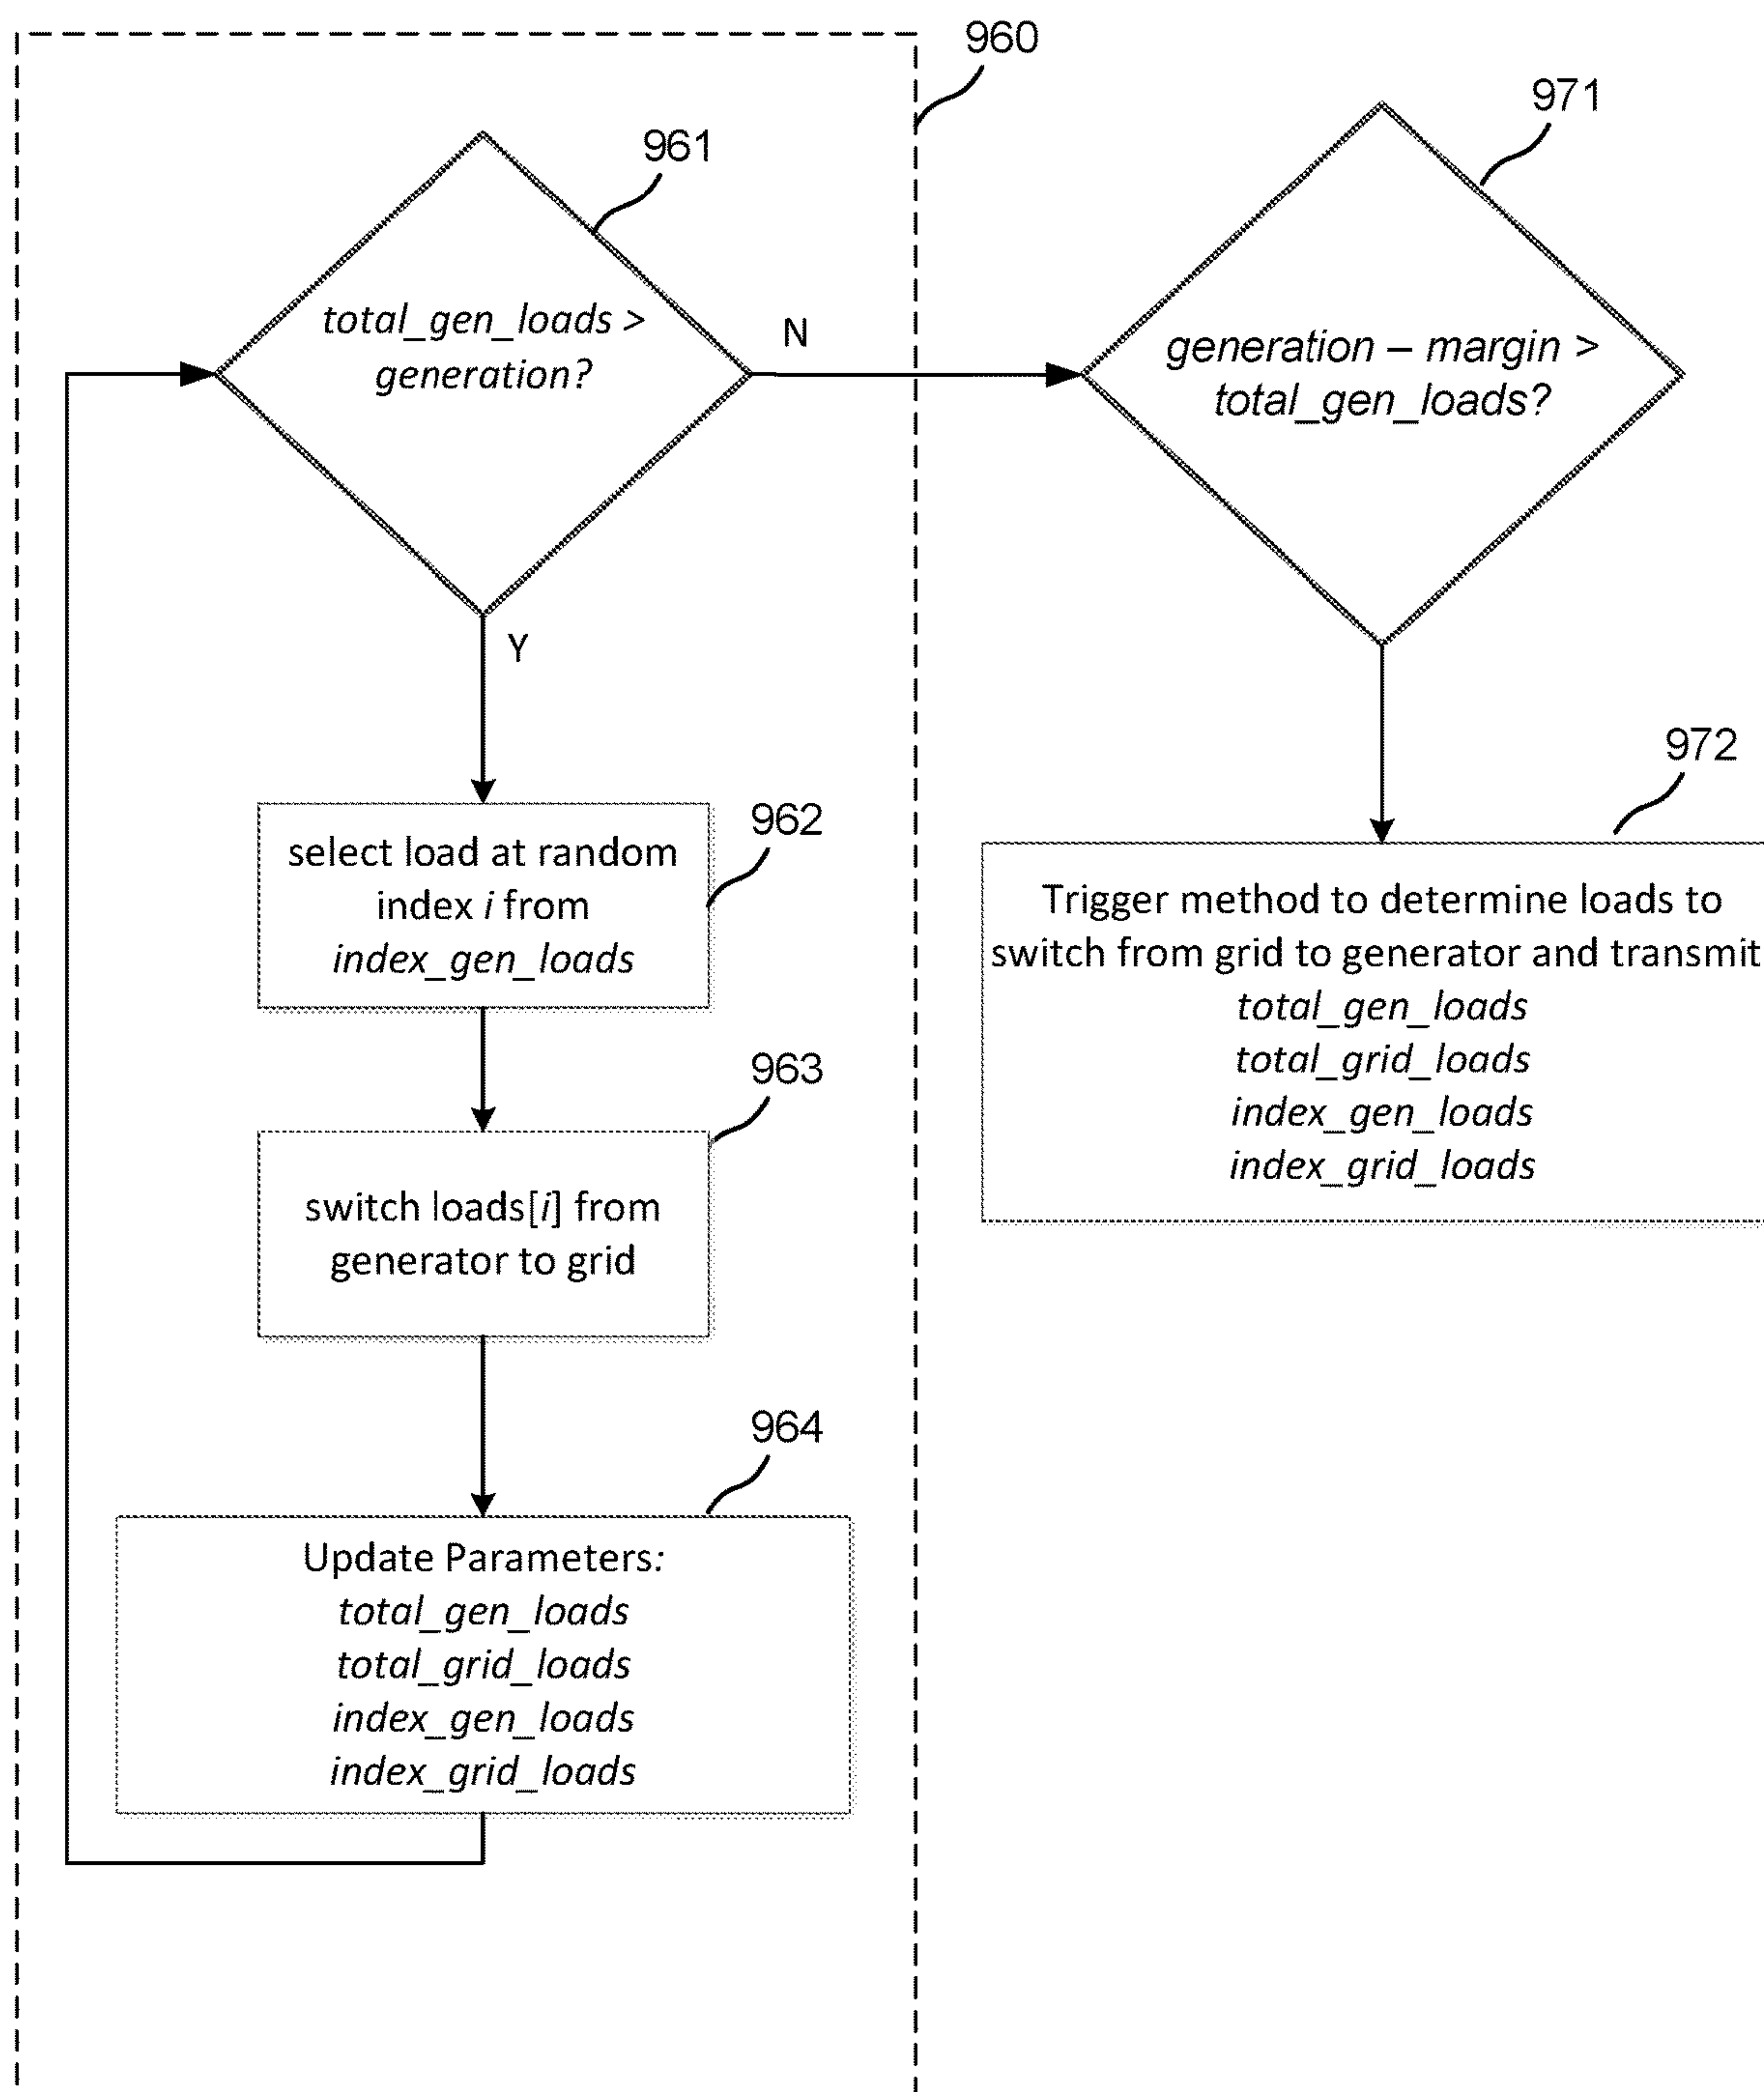 960
961
total_gen_loads >
generation?
N
Y
962
select load at random
index i from
index_gen_loads
963
switch loads[i] from
generator to grid
964
Update Parameters:
total_gen_loads
total_grid_loads
index_gen_loads
index_grid_loads
971
generation – margin >
total_gen_loads?
972
Trigger method to determine loads to
switch from grid to generator and transmit
total_gen_loads
total_grid_loads
index_gen_loads
index_grid_loads